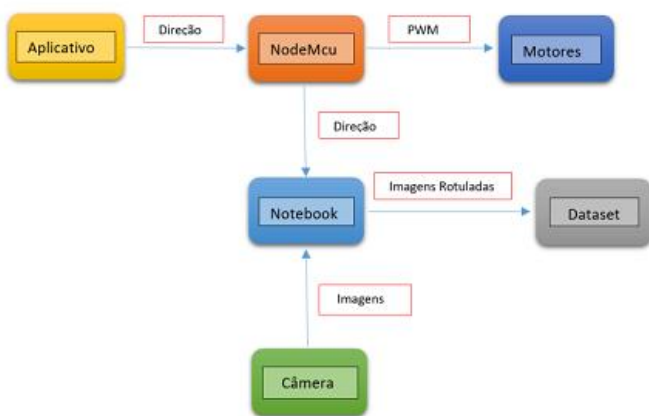 Direção
PWM
Aplicativo
NodeMcu
Motores
Direção
Imagens Rotuladas
Notebook
Dataset
Imagens
Câmera